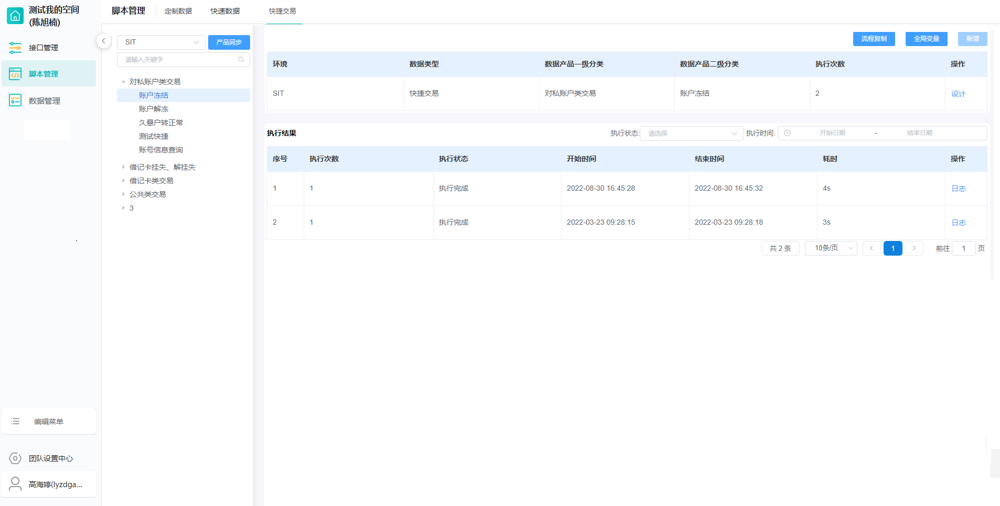 测试我的空间
(陈旭楠)
接口管理
脚本管理
数据管理
编辑菜单
团队设置中心
高海婷(lyzdga...
脚本管理
定制数据
快速数据
快捷交易
SIT
产品同步
请输入关键字
对私账户类交易
账户冻结
账户解冻
久悬户转正常
测试快捷
账号信息查询
借记卡挂失、解挂失
借记卡类交易
公共类交易
3
流程复制 全局变量 新增
环境 数据类型 数据产品一级分类 数据产品二级分类 执行次数 操作
SIT 快捷交易 对私账户类交易 账户冻结 2 设计
执行结果 执行状态: 请选择 执行时间: 开始日期 - 结束日期
序号 执行次数 执行状态 开始时间 结束时间 耗时 操作
1 1 执行完成 2022-08-30 16:45:28 2022-08-30 16:45:32 4s 日志
2 1 执行完成 2022-03-23 09:28:15 2022-03-23 09:28:18 3s 日志
共 2 条 10条/页 1 前往 1 页